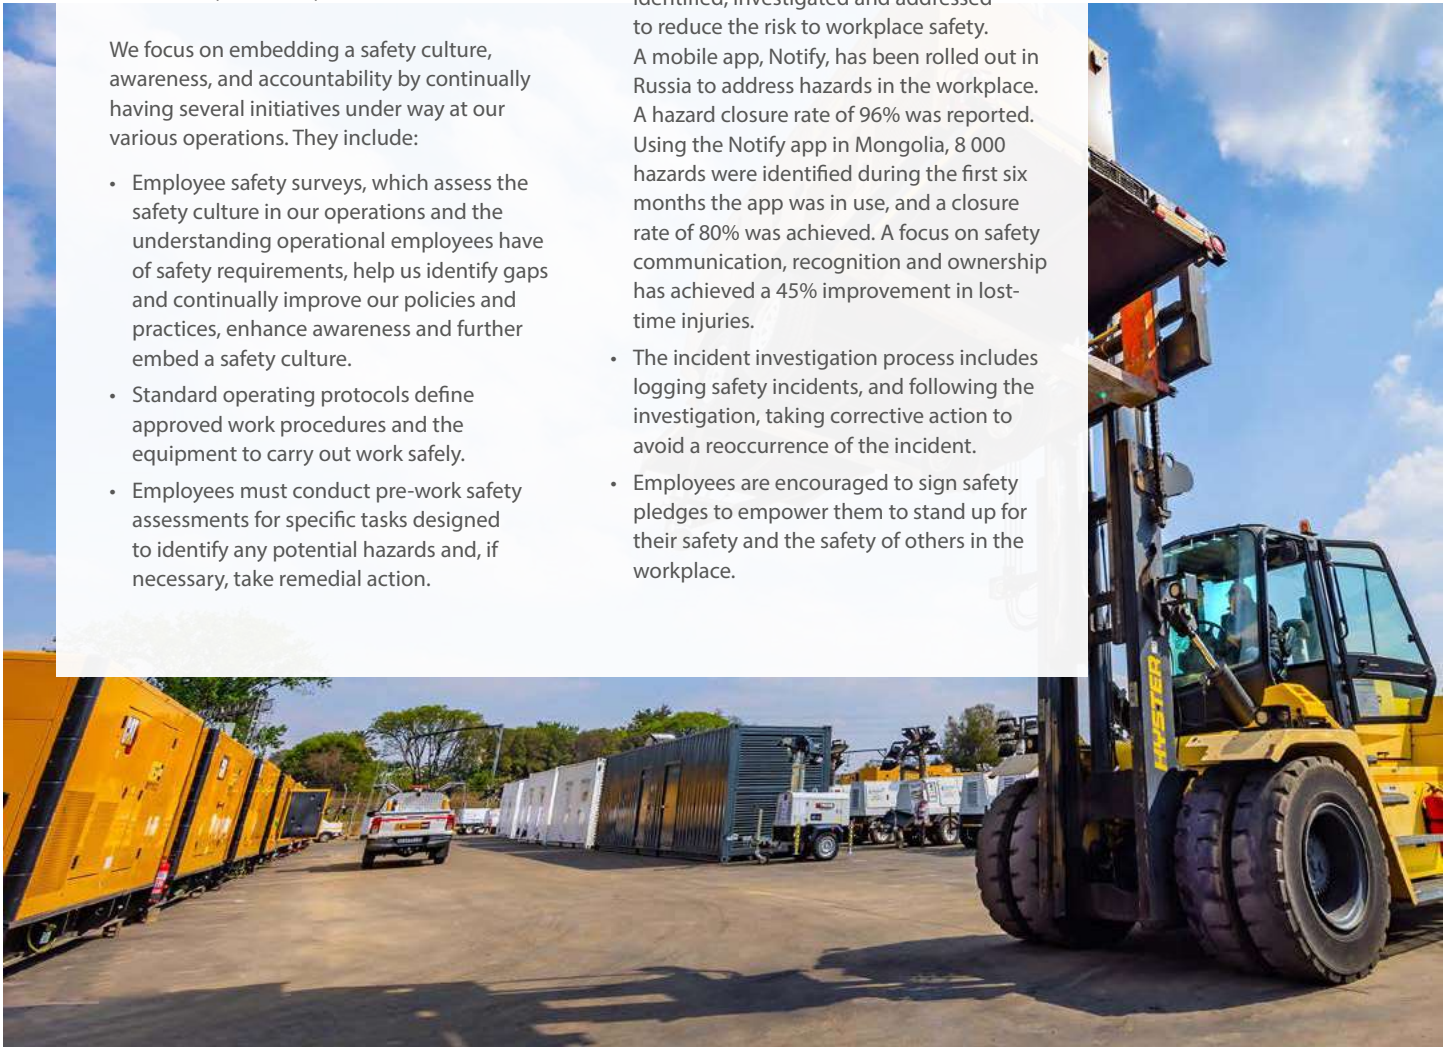 We focus on embedding a safety culture,
awareness, and accountability by continually
having several initiatives under way at our
various operations. They include:
• Employee safety surveys, which assess the
safety culture in our operations and the
understanding operational employees have
of safety requirements, help us identify gaps
and continually improve our policies and
practices, enhance awareness and further
embed a safety culture.
• Standard operating protocols define
approved work procedures and the
equipment to carry out work safely.
• Employees must conduct pre-work safety
assessments for specific tasks designed
to identify any potential hazards and, if
necessary, take remedial action.
identified, investigated and addressed
to reduce the risk to workplace safety.
A mobile app, Notify, has been rolled out in
Russia to address hazards in the workplace.
A hazard closure rate of 96% was reported.
Using the Notify app in Mongolia, 8 000
hazards were identified during the first six
months the app was in use, and a closure
rate of 80% was achieved. A focus on safety
communication, recognition and ownership
has achieved a 45% improvement in lost-
time injuries.
• The incident investigation process includes
logging safety incidents, and following the
investigation, taking corrective action to
avoid a reoccurrence of the incident.
• Employees are encouraged to sign safety
pledges to empower them to stand up for
their safety and the safety of others in the
workplace.
HYSTER